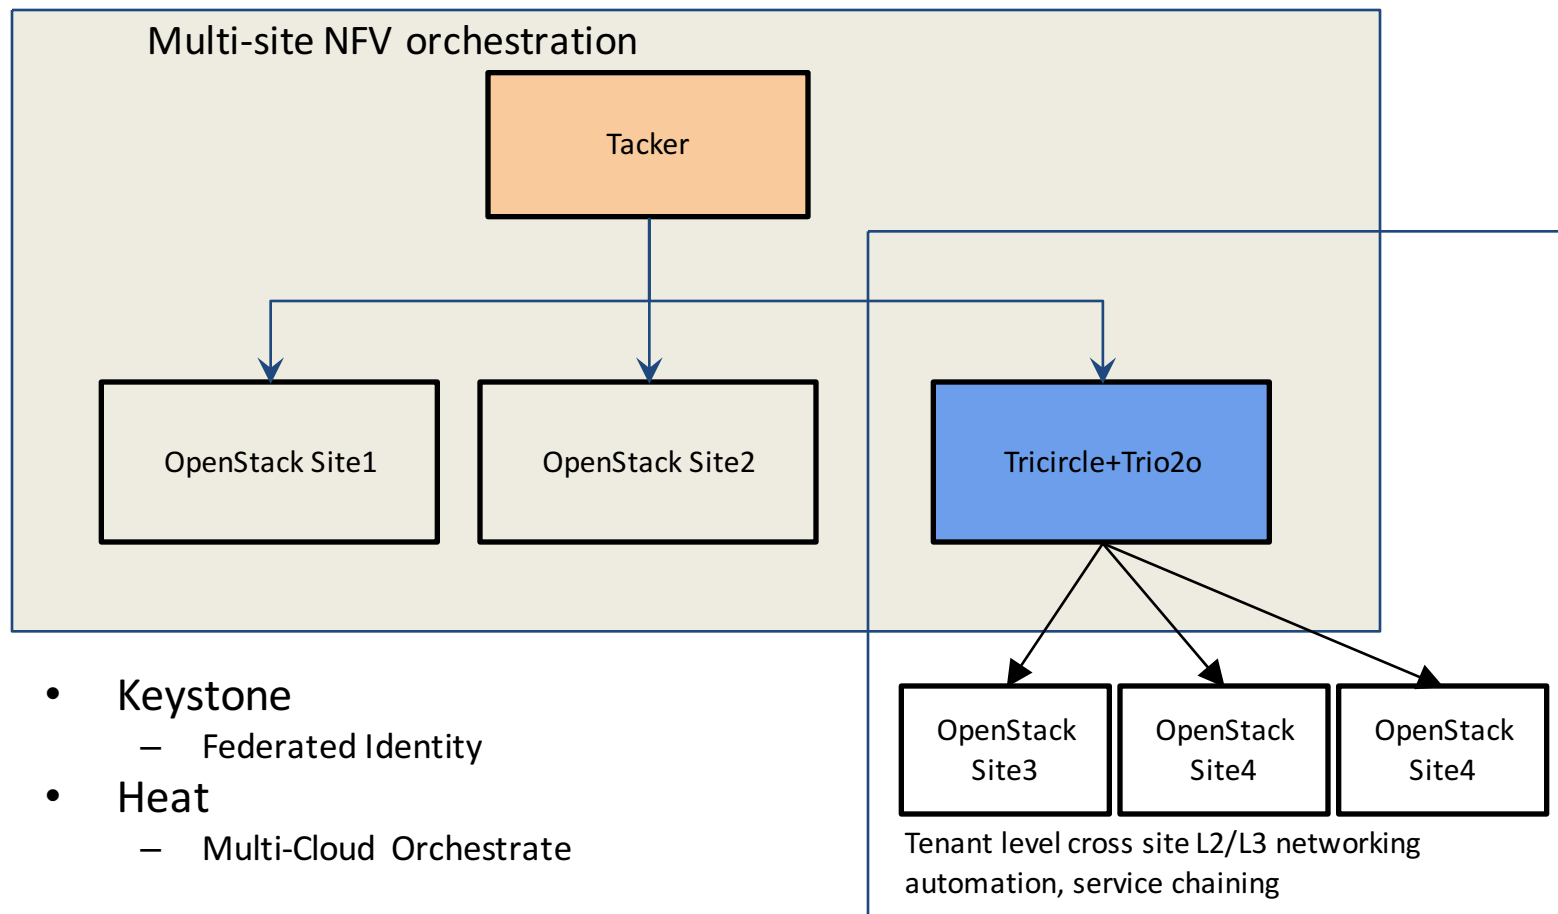 Multi-site NFV orchestration
Tacker
OpenStack Site1
OpenStack Site2
Tricircle+Trio2o
• Keystone
– Federated Identity
• Heat
– Multi-Cloud Orchestrate
OpenStack
Site3
OpenStack
Site4
OpenStack
Site4
Tenant level cross site L2/L3 networking
automation, service chaining